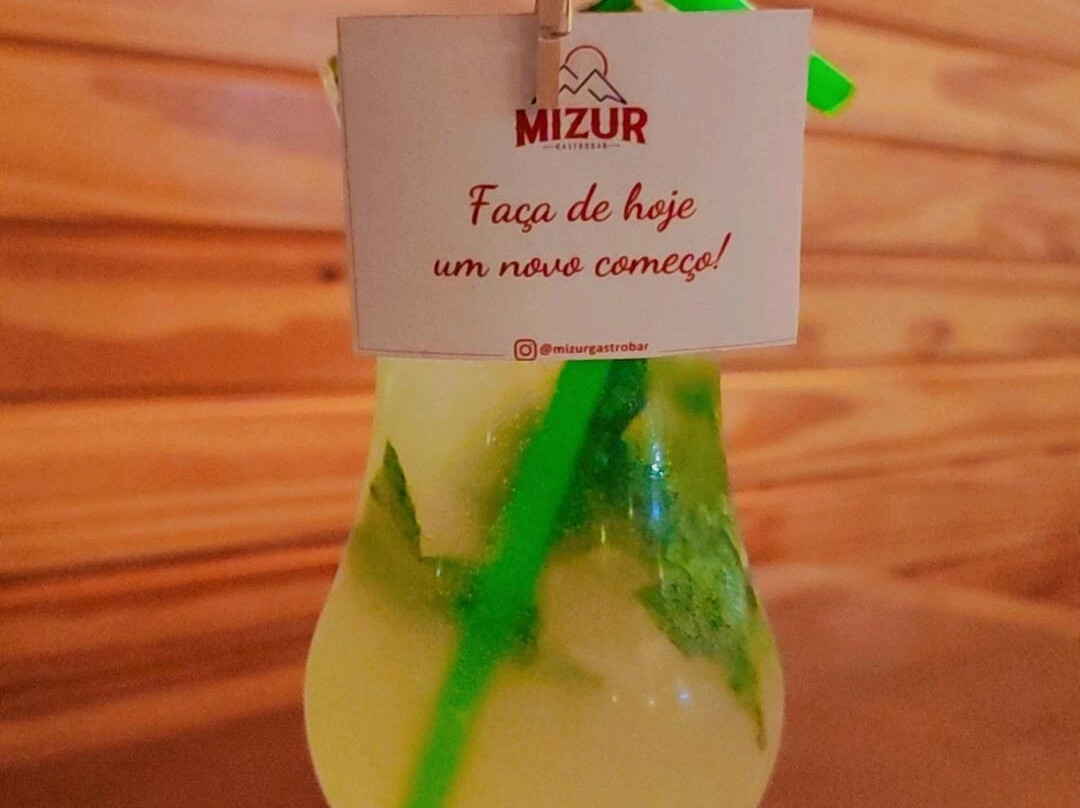 MIZUR
GASTROBAR
Faça de hoje
um novo começo!
@mizurgastrobar